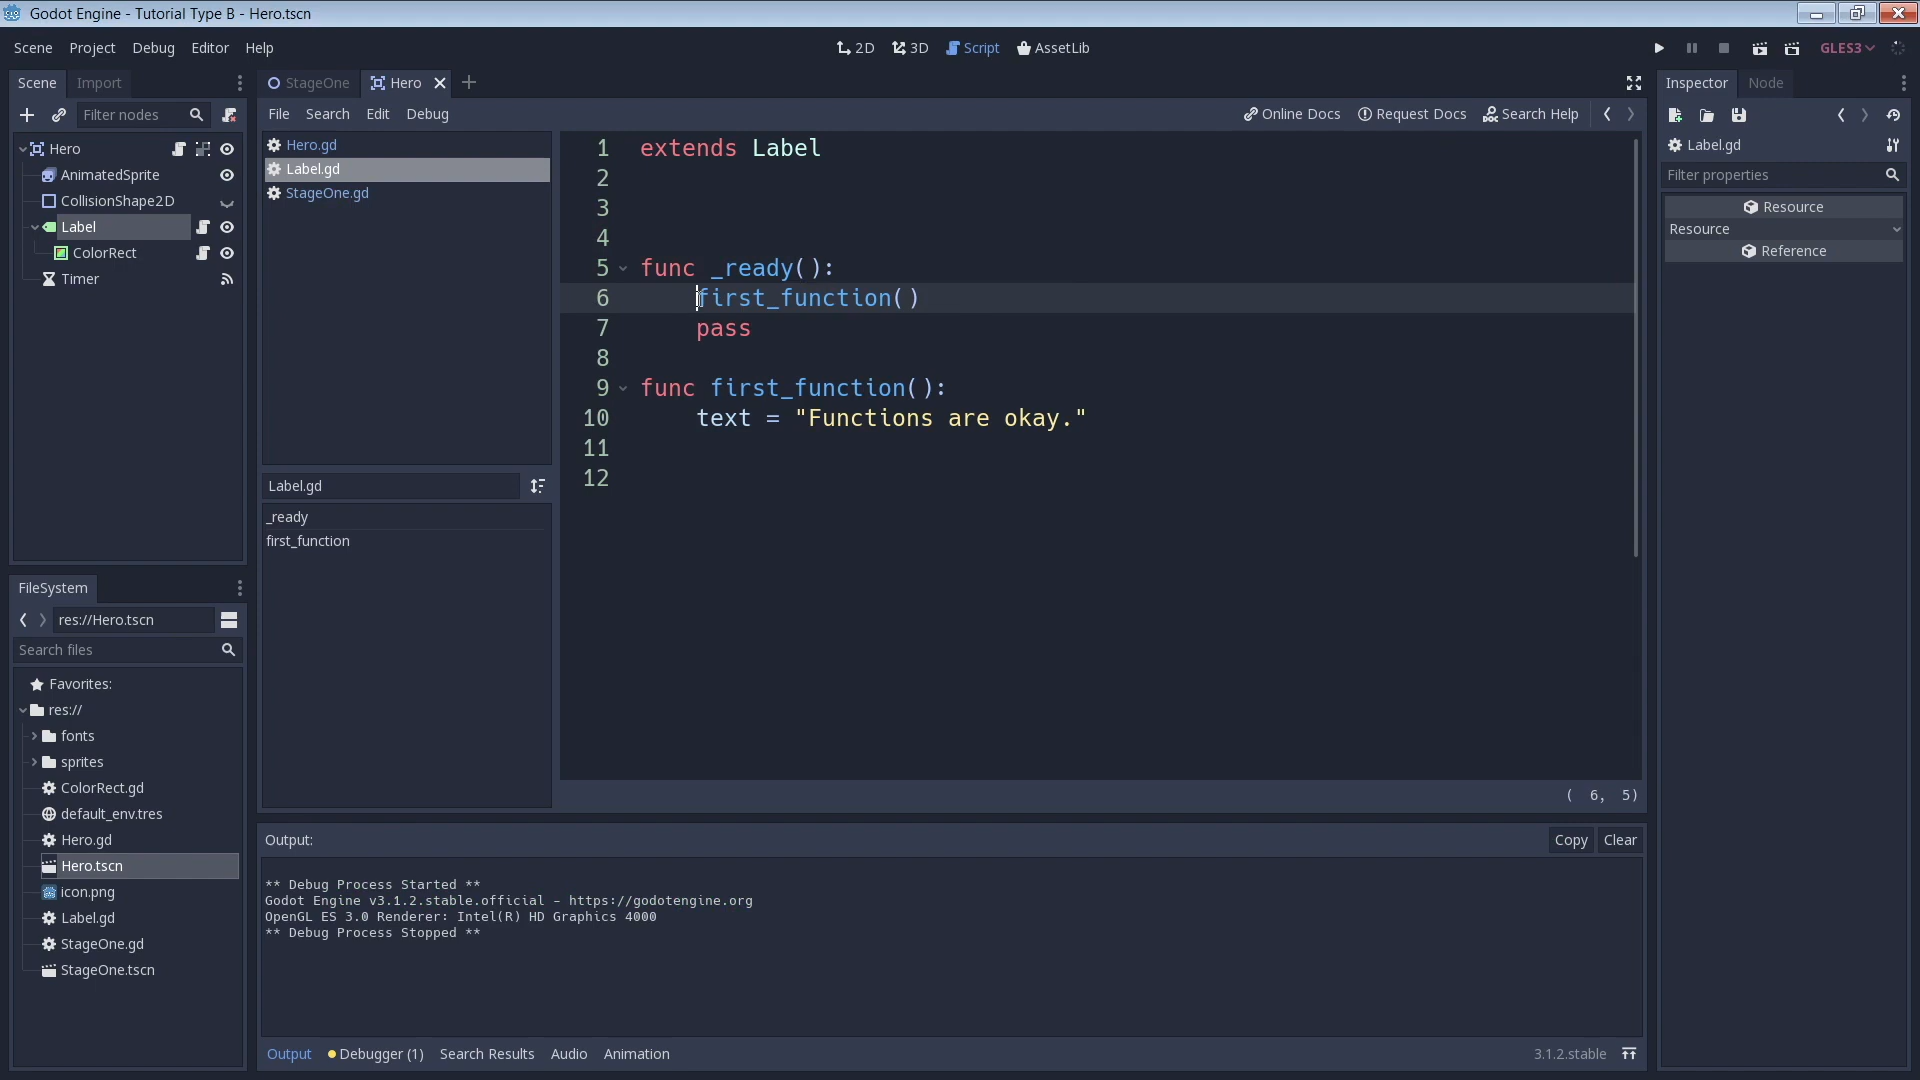 Godot Engine - Tutorial Type B - Hero.tscn
Scene Project Debug Editor Help
2D 3D Script AssetLib
GLES3
Scene Import
StageOne Hero
Inspector Node
Filter nodes
File Search Edit Debug
Online Docs Request Docs Search Help
Hero
AnimatedSprite
CollisionShape2D
Label
ColorRect
Timer
Hero.gd
Label.gd
StageOne.gd
Label.gd
_ready
first_function
1 extends Label
2
3
4
5 func _ready():
6 first_function()
7 pass
8
9 func first_function():
10 text = "Functions are okay."
11
12
( 6, 5)
Label.gd
Filter properties
Resource
Resource
Reference
FileSystem
res://Hero.tscn
Search files
Favorites:
res://
fonts
sprites
ColorRect.gd
default_env.tres
Hero.gd
Hero.tscn
icon.png
Label.gd
StageOne.gd
StageOne.tscn
Output:
Copy Clear
** Debug Process Started **
Godot Engine v3.1.2.stable.official - https://godotengine.org
OpenGL ES 3.0 Renderer: Intel(R) HD Graphics 4000
** Debug Process Stopped **
Output Debugger (1) Search Results Audio Animation
3.1.2.stable